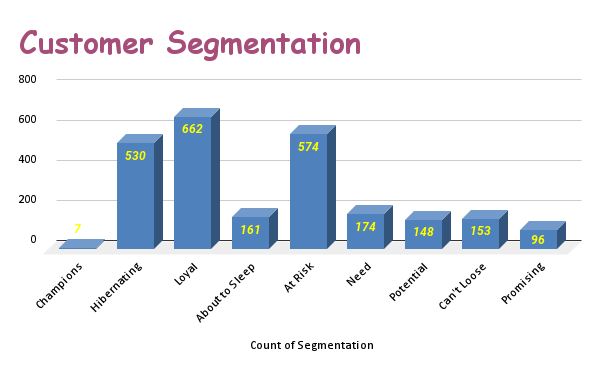 Customer Segmentation
800
600
400
200
0
7
530
662
161
574
174
148
153
96
Champions
Hibernating
Loyal
About to Sleep
At Risk
Need
Potential
Can't Loose
Promising
Count of Segmentation